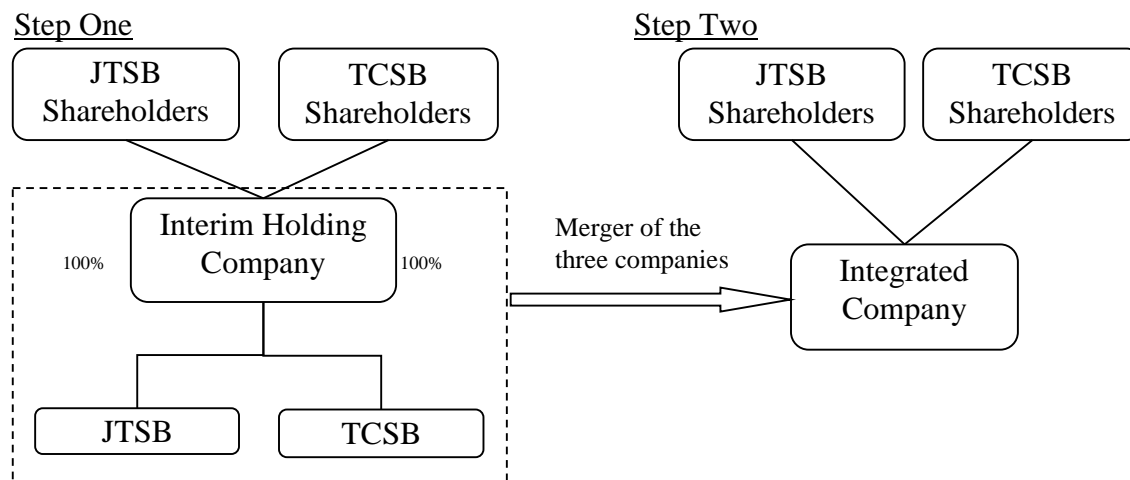 Step One
JTSB
Shareholders
TCSB
Shareholders
Interim Holding
Company
100%
100%
JTSB
TCSB
Merger of the
three companies
Step Two
JTSB
Shareholders
TCSB
Shareholders
Integrated
Company